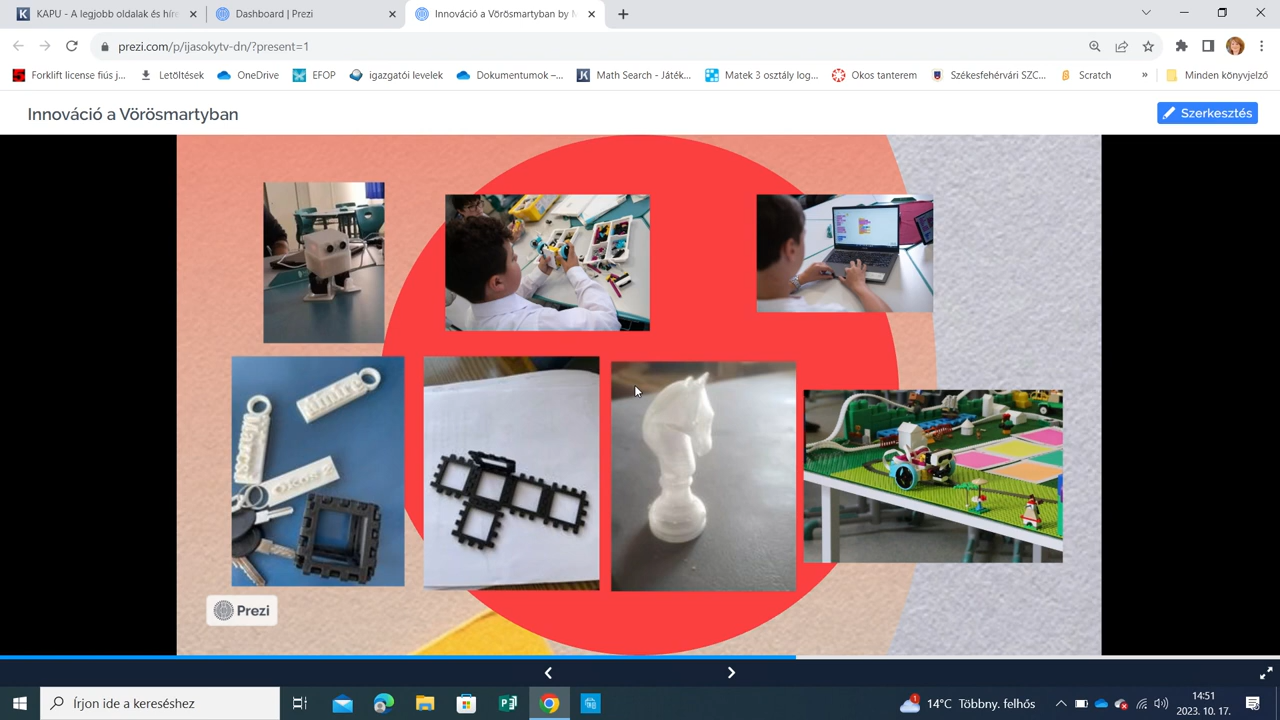 KAPU - A legjobb oldalak és híre
Dashboard | Prezi
Innováció a Vörösmartyban by M
prezi.com/p/ijasokytv-dn/?present=1
Forklift license fiús j...
Letöltések
OneDrive
EFOP
igazgatói levelek
Dokumentumok –...
Math Search - Játék...
Matek 3 osztály log...
Okos tanterem
Székesfehérvári SZC...
Scratch
»
Minden könyvjelző
Innováció a Vörösmartyban
Szerkesztés
Prezi
Írjon ide a kereséshez
1
14°C Többny. felhős
14:51
2023. 10. 17.